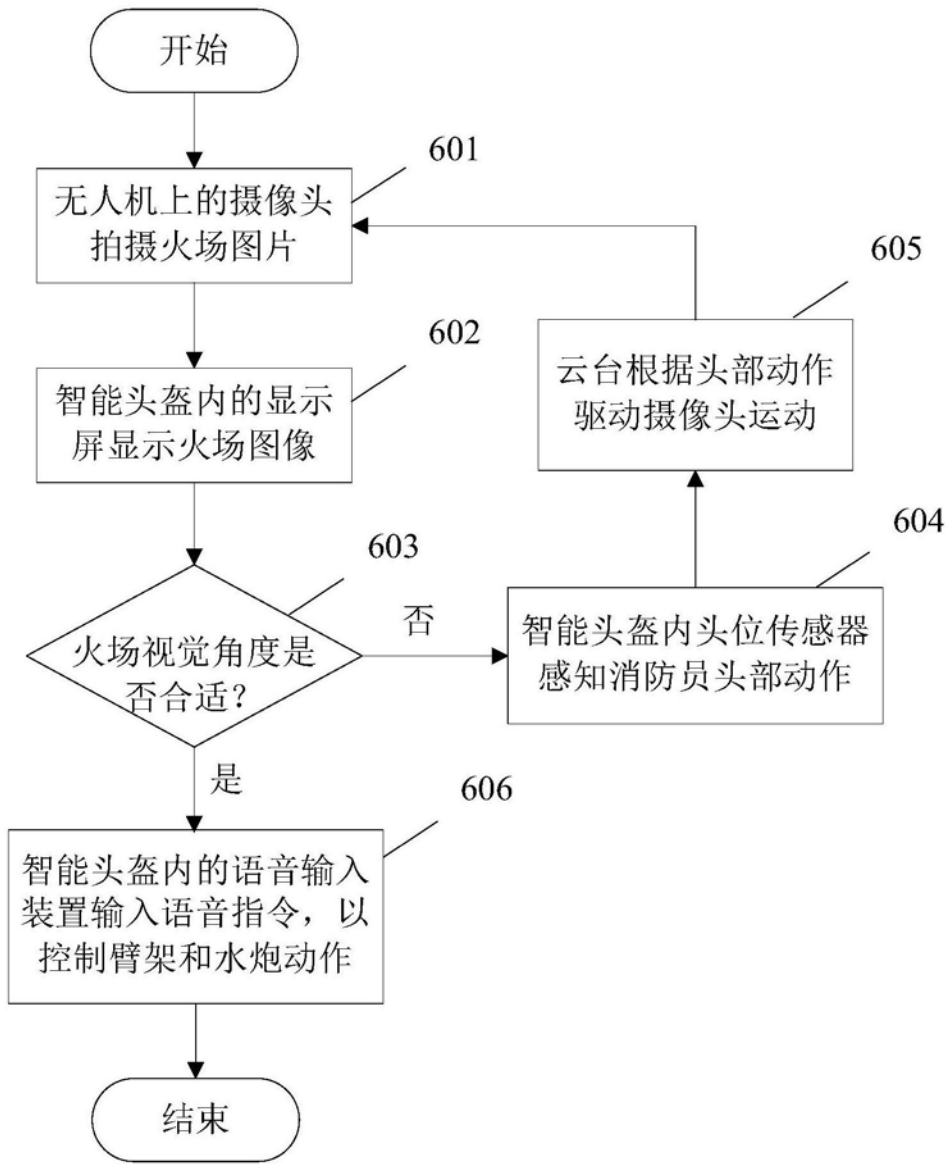 开始
601
无人机上的摄像头
拍摄火场图片
602
智能头盔内的显示
屏显示火场图像
603
火场视觉角度是
否合适？
否
604
智能头盔内头位传感器
感知消防员头部动作
605
云台根据头部动作
驱动摄像头运动
是
606
智能头盔内的语音输入
装置输入语音指令，以
控制臂架和水炮动作
结束